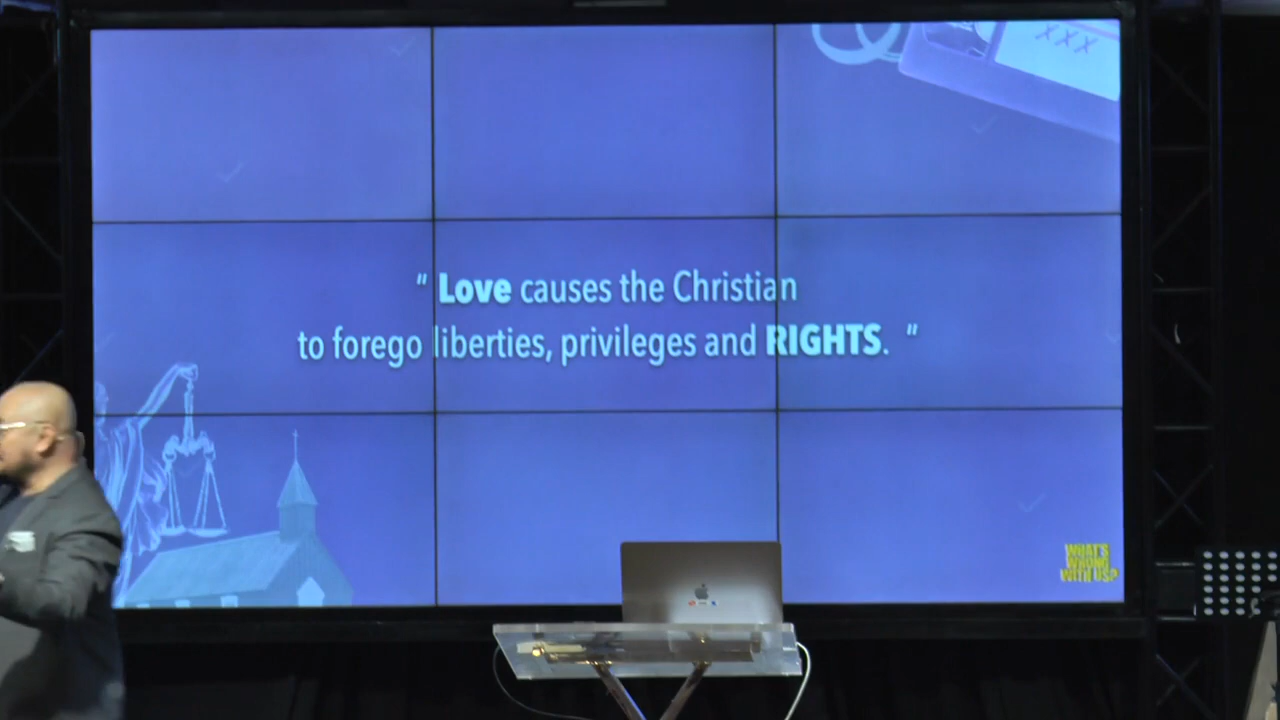 XXX
“ Love causes the Christian
to forego liberties, privileges and RIGHTS. ”
WHAT'S
WRONG
WITH US?